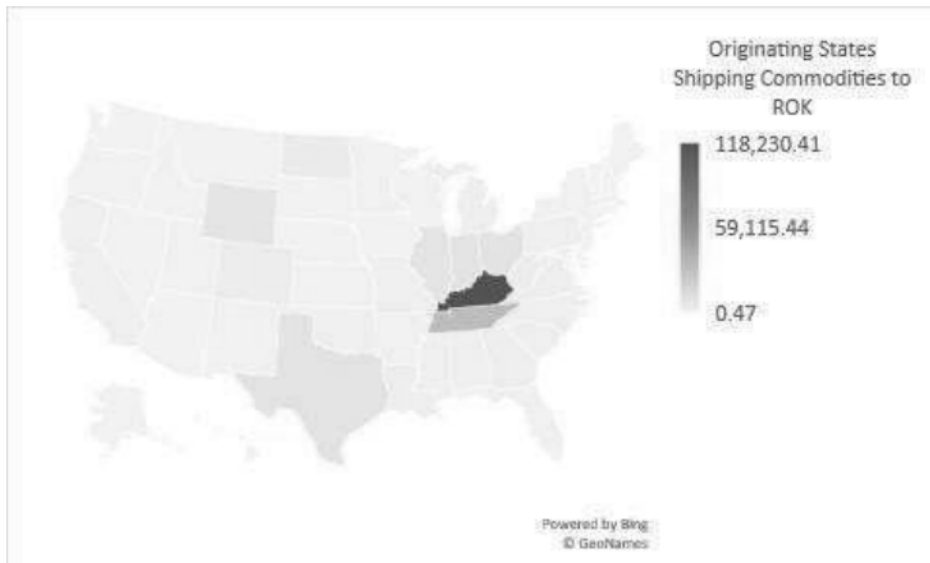 Originating States
Shipping Commodities to
ROK
118,230.41
59,115.44
0.47
Powered by Bing
© GeoNames